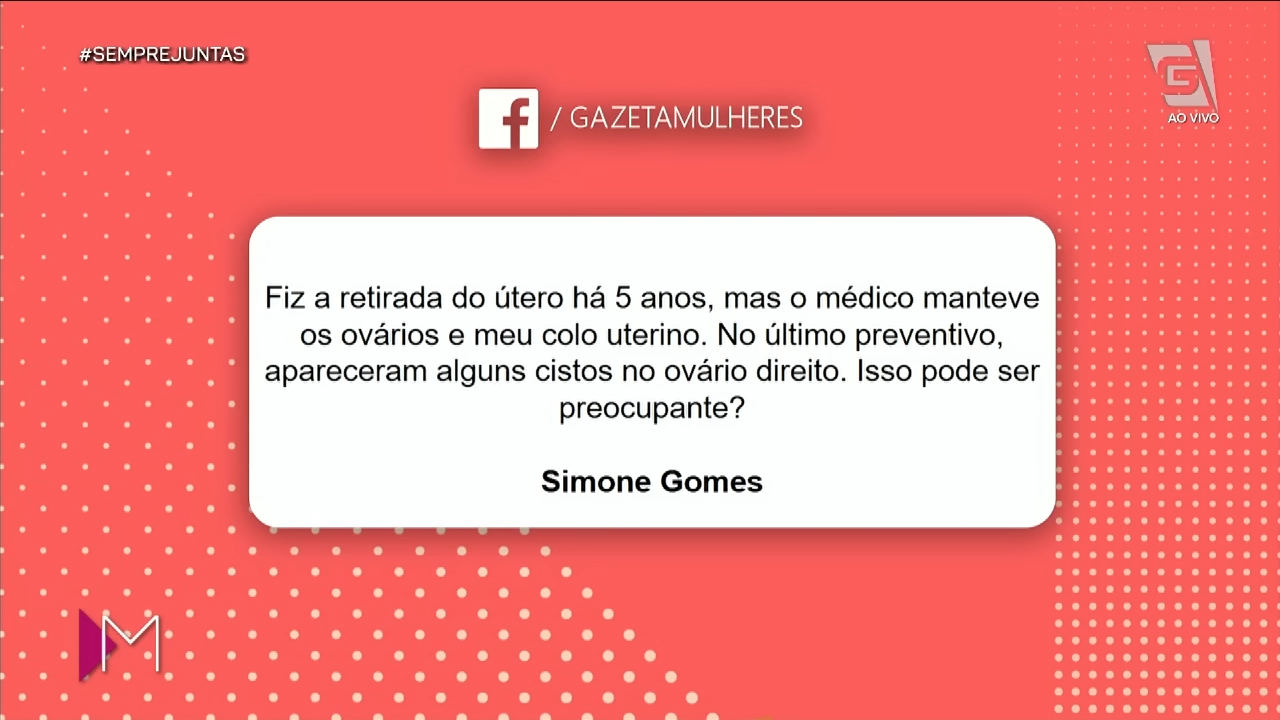 #SEMPREJUNTAS
G
AO VIVO
f / GAZETAMULHERES
Fiz a retirada do útero há 5 anos, mas o médico manteve
os ovários e meu colo uterino. No último preventivo,
apareceram alguns cistos no ovário direito. Isso pode ser
preocupante?
Simone Gomes
M